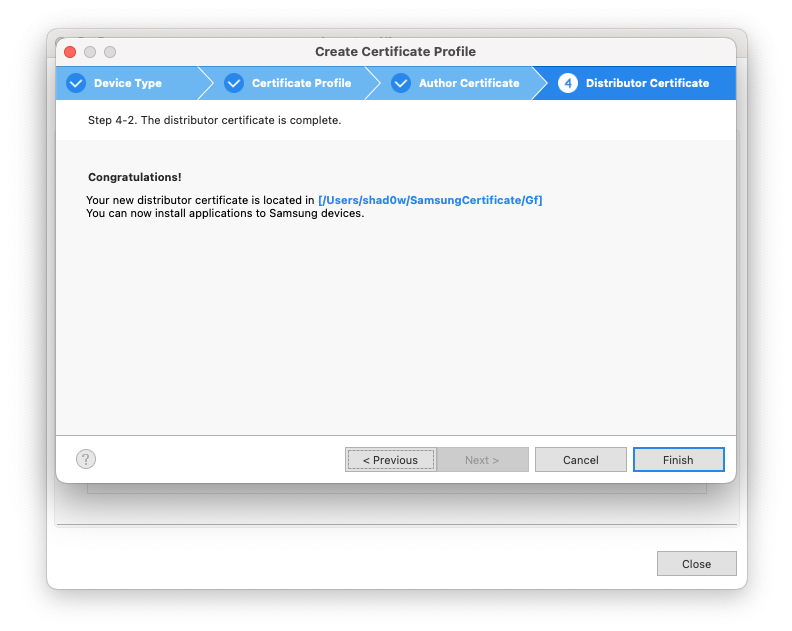 Create Certificate Profile
Device Type
Certificate Profile
Author Certificate
4 Distributor Certificate
Step 4-2. The distributor certificate is complete.
Congratulations!
Your new distributor certificate is located in [/Users/shad0w/SamsungCertificate/Gf]
You can now install applications to Samsung devices.
?
< Previous
Next >
Cancel
Finish
Close